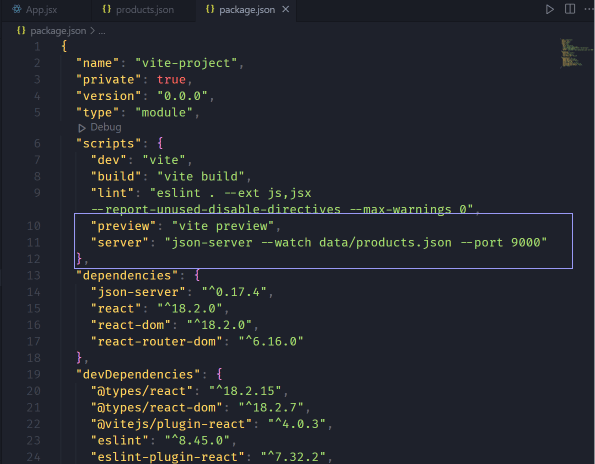 App.jsx {} products.json {} package.json ×
{} package.json > ...
1 {
2 "name": "vite-project",
3 "private": true,
4 "version": "0.0.0",
5 "type": "module",
Debug
6 "scripts": {
7 "dev": "vite",
8 "build": "vite build",
9 "lint": "eslint . --ext js,jsx
--report-unused-disable-directives --max-warnings 0",
10 "preview": "vite preview",
11 "server": "json-server --watch data/products.json --port 9000"
12 },
13 "dependencies": {
14 "json-server": "^0.17.4",
15 "react": "^18.2.0",
16 "react-dom": "^18.2.0",
17 "react-router-dom": "^6.16.0"
18 },
19 "devDependencies": {
20 "@types/react": "^18.2.15",
21 "@types/react-dom": "^18.2.7",
22 "@vitejs/plugin-react": "^4.0.3",
23 "eslint": "^8.45.0",
24 "eslint-plugin-react": "^7.32.2",